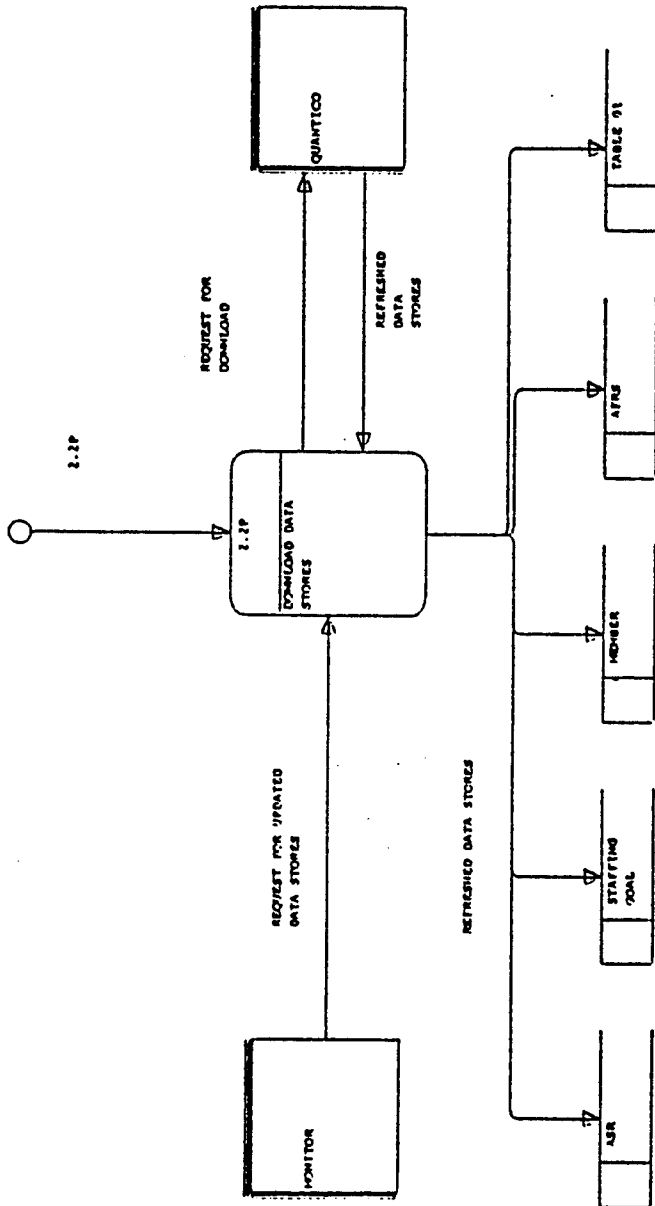 2.2P
REQUEST FOR
DOWNLOAD
REQUEST FOR UPDATED
DATA STORES
2.2P
MONITOR
DOWNLOAD DATA
STORES
QUANTICO
REFRESHED
DATA
STORES
REFRESHED DATA STORES
ASR
STAFFING
GOAL
MEMBER
AFRS
TABLE